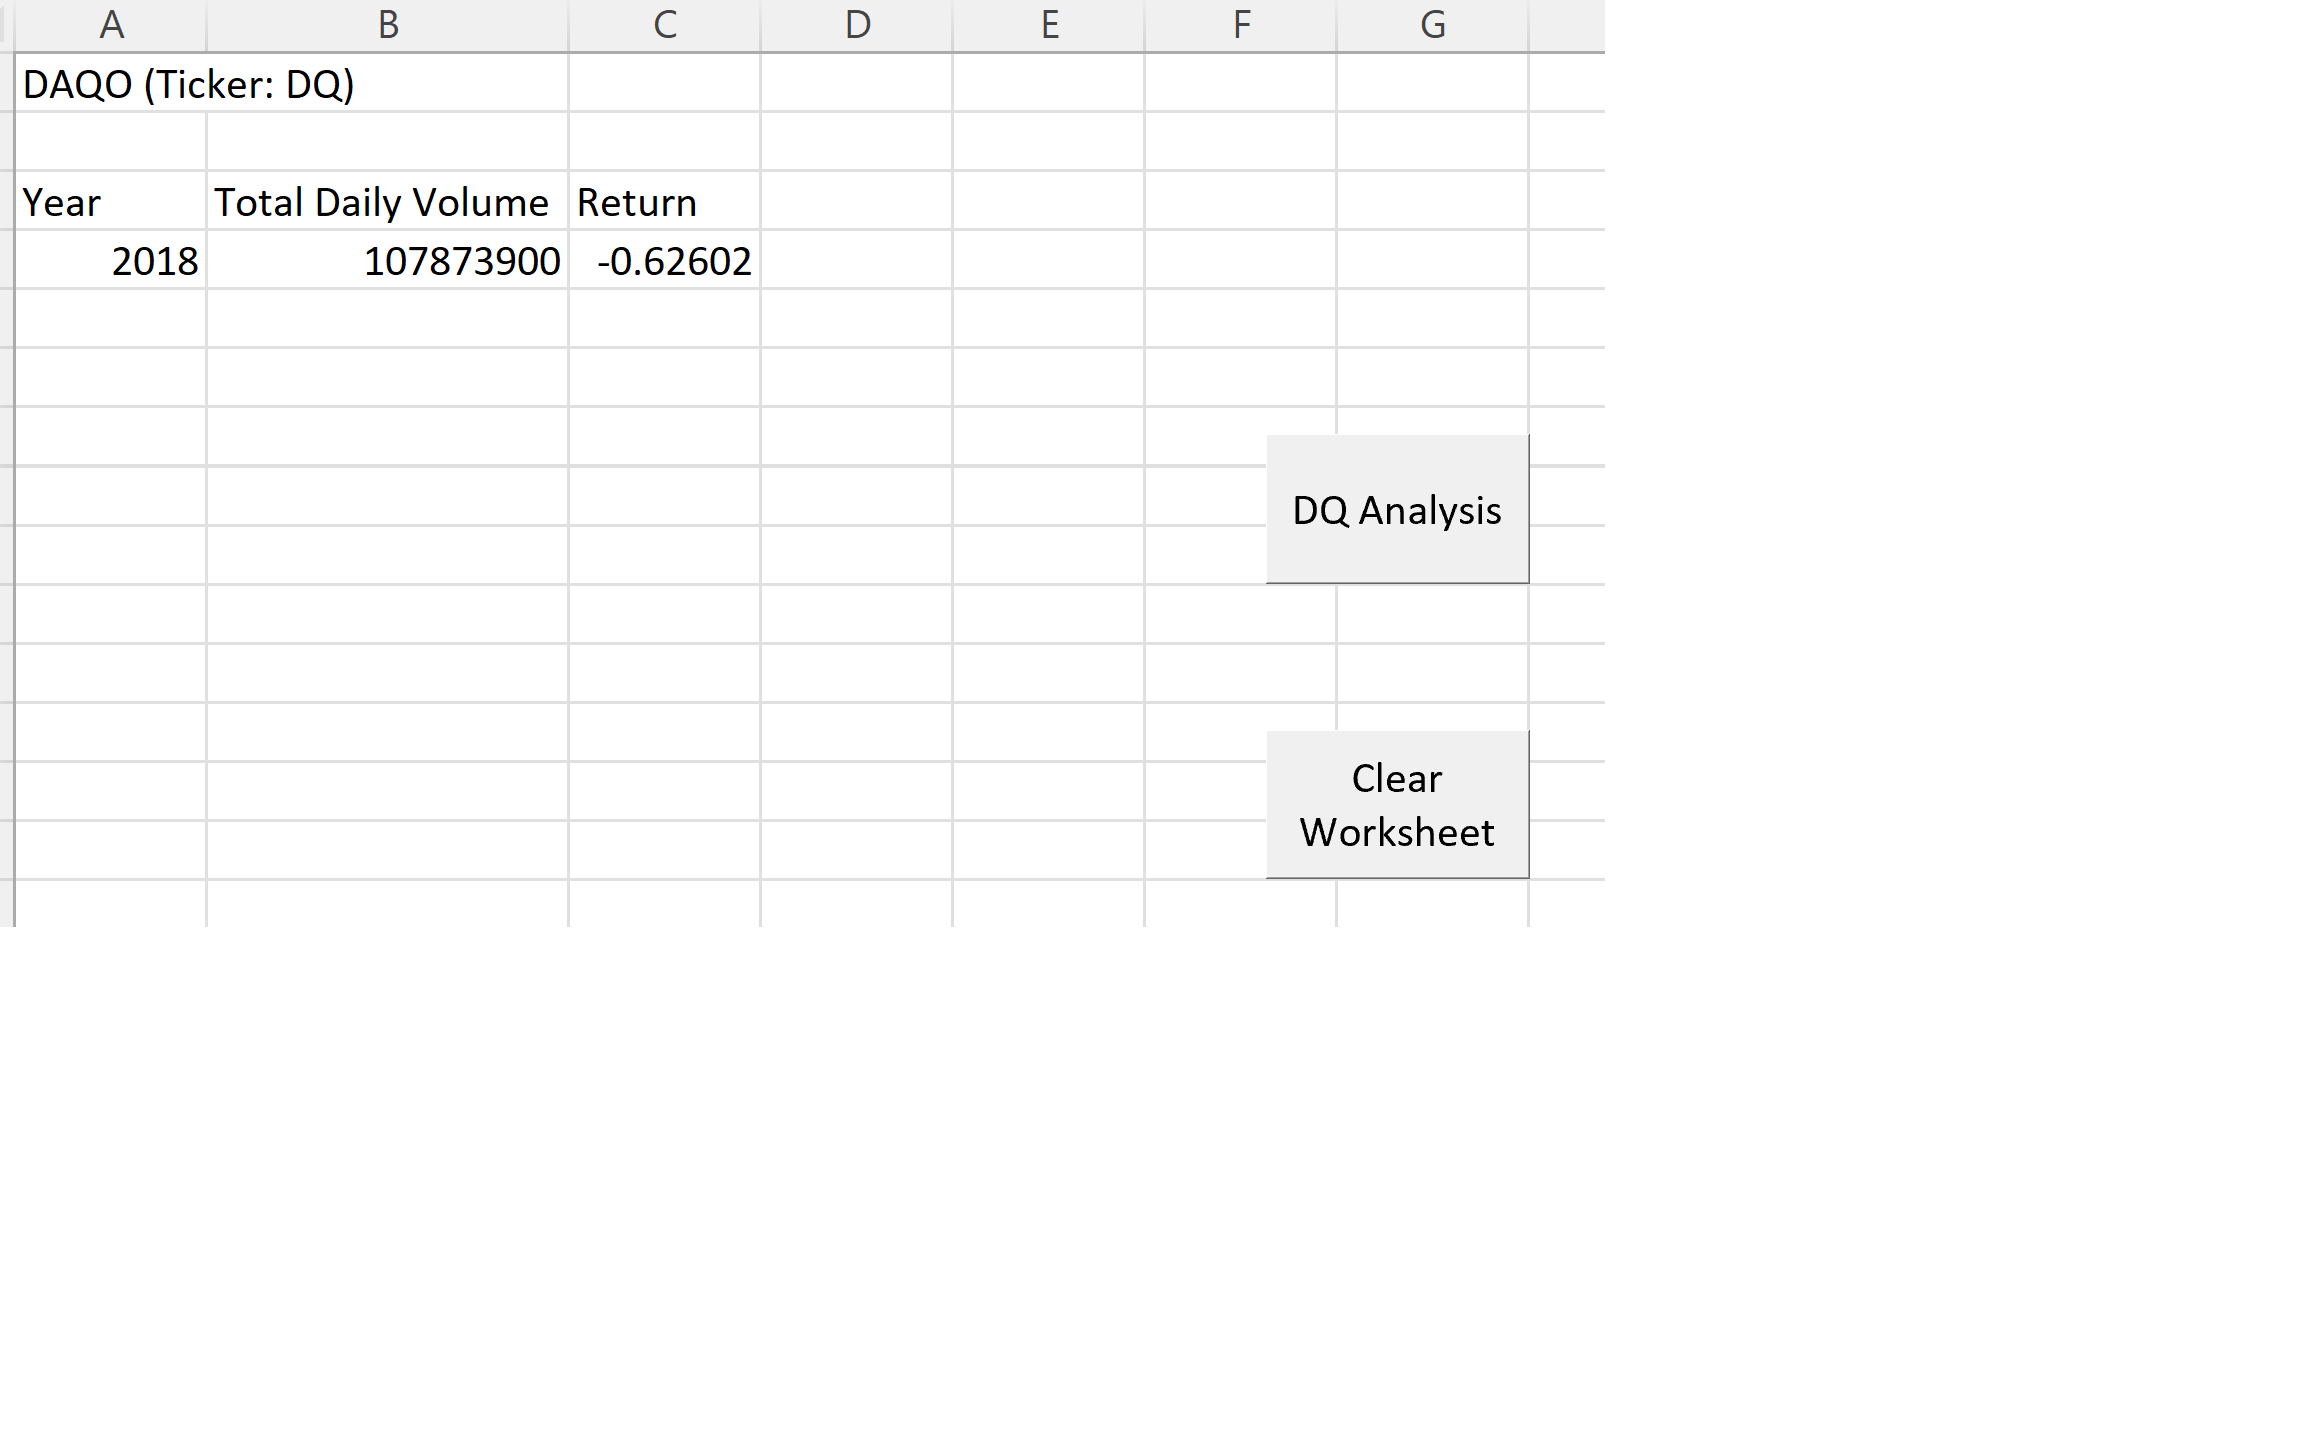 A B C D E F G
DAQO (Ticker: DQ)
Year Total Daily Volume Return
2018 107873900 -0.62602
DQ Analysis
Clear
Worksheet